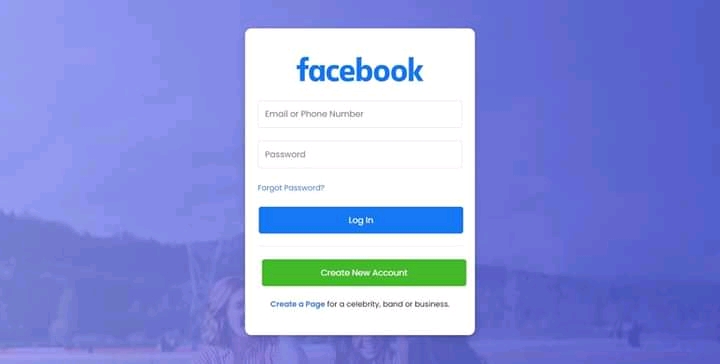 facebook
Email or Phone Number
Password
Forgot Password?
Log In
Create New Account
Create a Page for a celebrity, band or business.